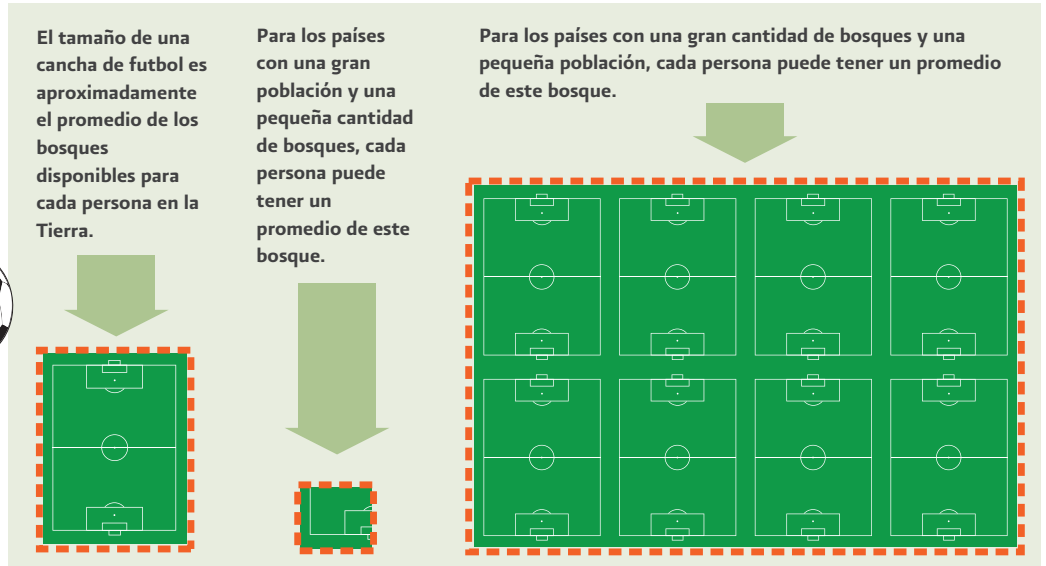 El tamaño de una
cancha de futbol es
aproximadamente
el promedio de los
bosques
disponibles para
cada persona en la
Tierra.
Para los países
con una gran
población y una
pequeña cantidad
de bosques, cada
persona puede
tener un
promedio de este
bosque.
Para los países con una gran cantidad de bosques y una
pequeña población, cada persona puede tener un promedio
de este bosque.